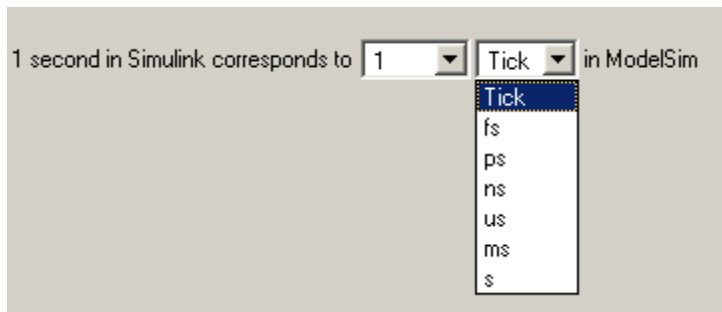 1 second in Simulink corresponds to 1 Tick in ModelSim
Tick
fs
ps
ns
us
ms
s